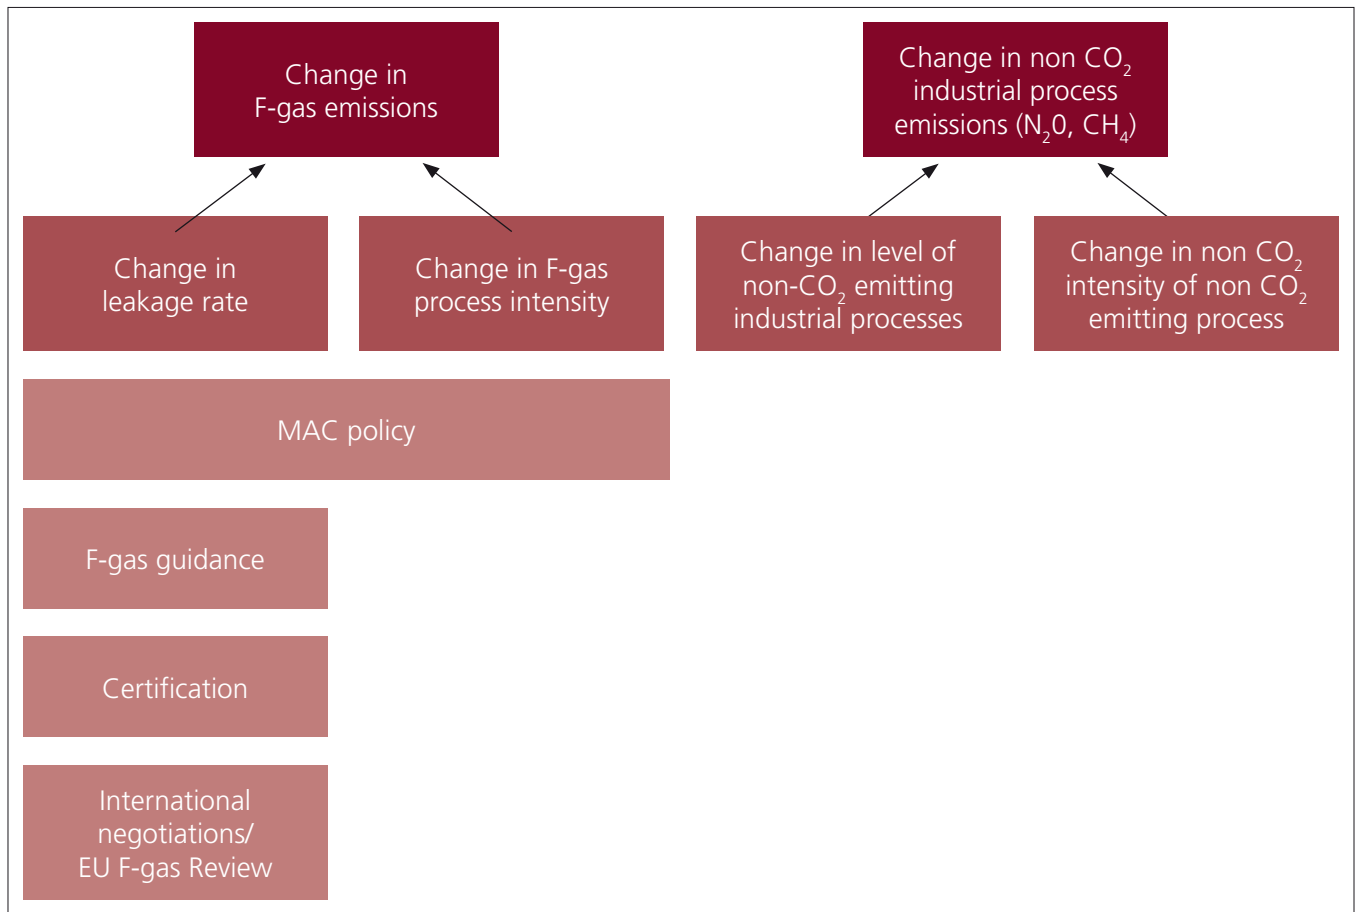 Change in
F-gas emissions
Change in non CO₂
industrial process
emissions (N₂0, CH₄)
Change in
leakage rate
Change in F-gas
process intensity
Change in level of
non-CO₂ emitting
industrial processes
Change in non CO₂
intensity of non CO₂
emitting process
MAC policy
F-gas guidance
Certification
International
negotiations/
EU F-gas Review